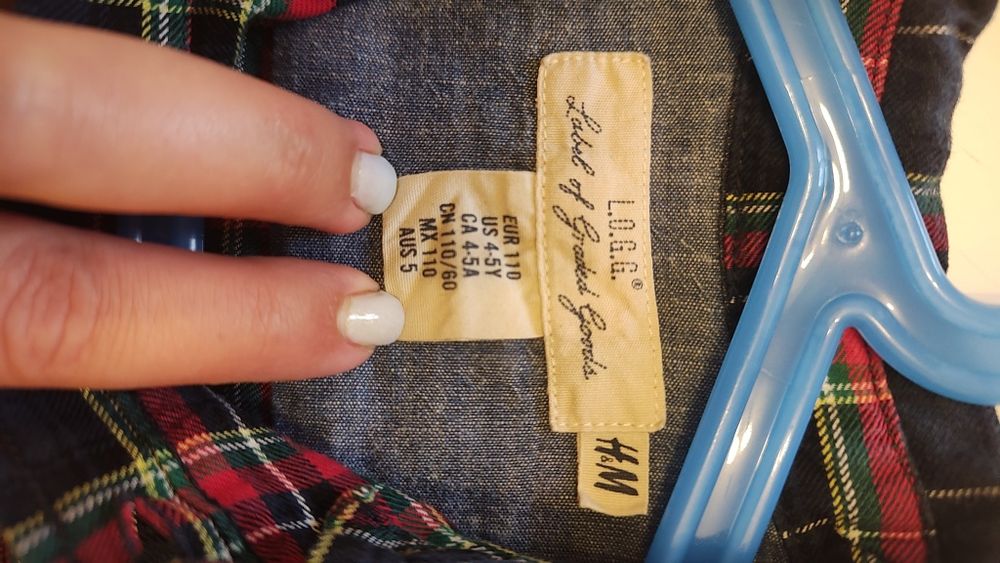 L.O.G.G.®
Label of Graded Goods
EUR 110
US 4-5Y
CA 4-5A
CN 110/60
MX 110
AUS 5
H&M